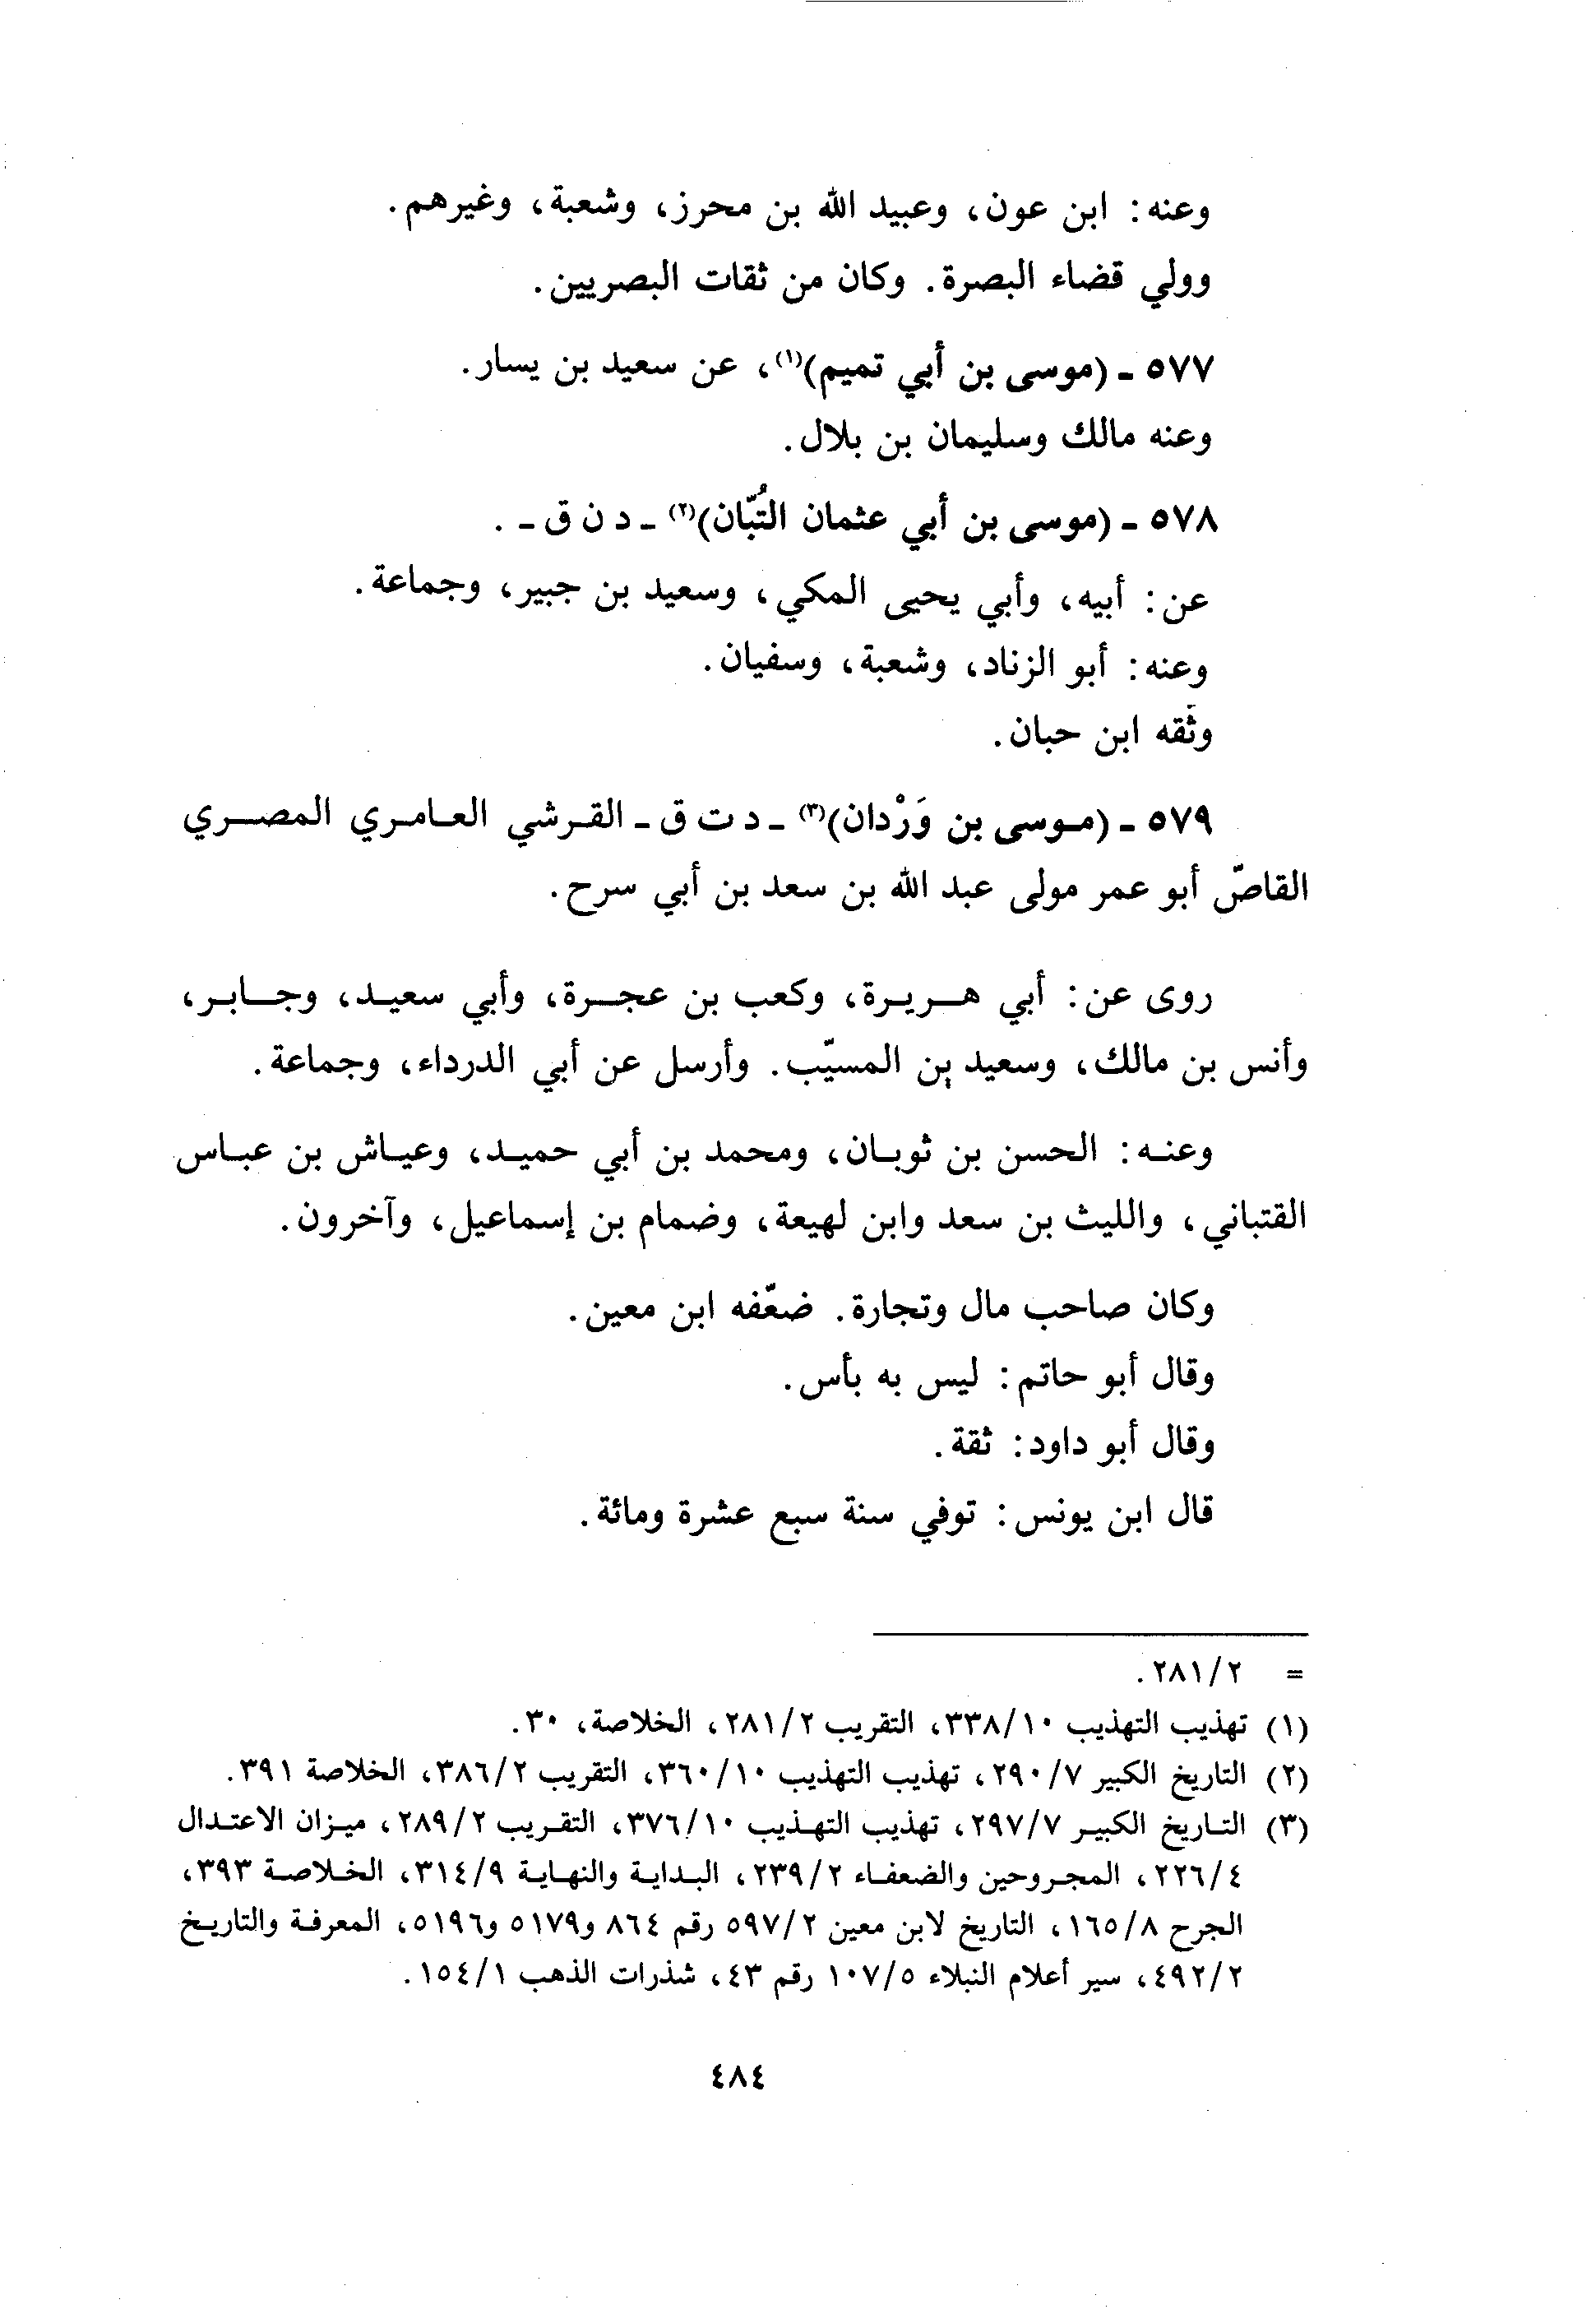 وعنه: ابن عون، وعبيد الله بن محرز، وشعبة، وغيرهم.
وولي قضاء البصرة. وكان من ثقات البصريين.
٥٧٧ ـ (موسى بن أبي تميم)(١)، عن سعيد بن يسار.
وعنه مالك وسليمان بن بلال.
٥٧٨ ـ (موسى بن أبي عثمان التُبّان)(٢) ـ د ن ق ـ .
عن: أبيه، وأبي يحيى المكي، وسعيد بن جبير، وجماعة.
وعنه: أبو الزناد، وشعبة، وسفيان.
وثّقه ابن حبان.
٥٧٩ ـ (موسى بن وَرْدان)(٣) ـ د ت ق ـ القرشي العامري المصري
القاصّ أبو عمر مولى عبد الله بن سعد بن أبي سرح.
روى عن: أبي هريرة، وكعب بن عجرة، وأبي سعيد، وجابر،
وأنس بن مالك، وسعيد بن المسيّب. وأرسل عن أبي الدرداء، وجماعة.
وعنه: الحسن بن ثوبان، ومحمد بن أبي حميد، وعياش بن عباس
القتباني، والليث بن سعد وابن لهيعة، وضمام بن إسماعيل، وآخرون.
وكان صاحب مال وتجارة. ضعّفه ابن معين.
وقال أبو حاتم: ليس به بأس.
وقال أبو داود: ثقة.
قال ابن يونس: توفي سنة سبع عشرة ومائة.
= ٢٨١/٢.
(١) تهذيب التهذيب ٣٣٨/١٠، التقريب ٢٨١/٢، الخلاصة، ٣٠.
(٢) التاريخ الكبير ٢٩٠/٧، تهذيب التهذيب ٣٦٠/١٠، التقريب ٣٨٦/٢، الخلاصة ٣٩١.
(٣) التاريخ الكبير ٢٩٧/٧، تهذيب التهذيب ٣٧٦/١٠، التقريب ٢٨٩/٢، ميزان الاعتدال
٢٢٦/٤، المجروحين والضعفاء ٢٣٩/٢، البداية والنهاية ٣١٤/٩، الخلاصة ٣٩٣،
الجرح ١٦٥/٨، التاريخ لابن معين ٥٩٧/٢ رقم ٨٦٤ و٥١٧٩ و٥١٩٦، المعرفة والتاريخ
٤٩٢/٢، سير أعلام النبلاء ١٠٧/٥ رقم ٤٣، شذرات الذهب ١٥٤/١.
٤٨٤